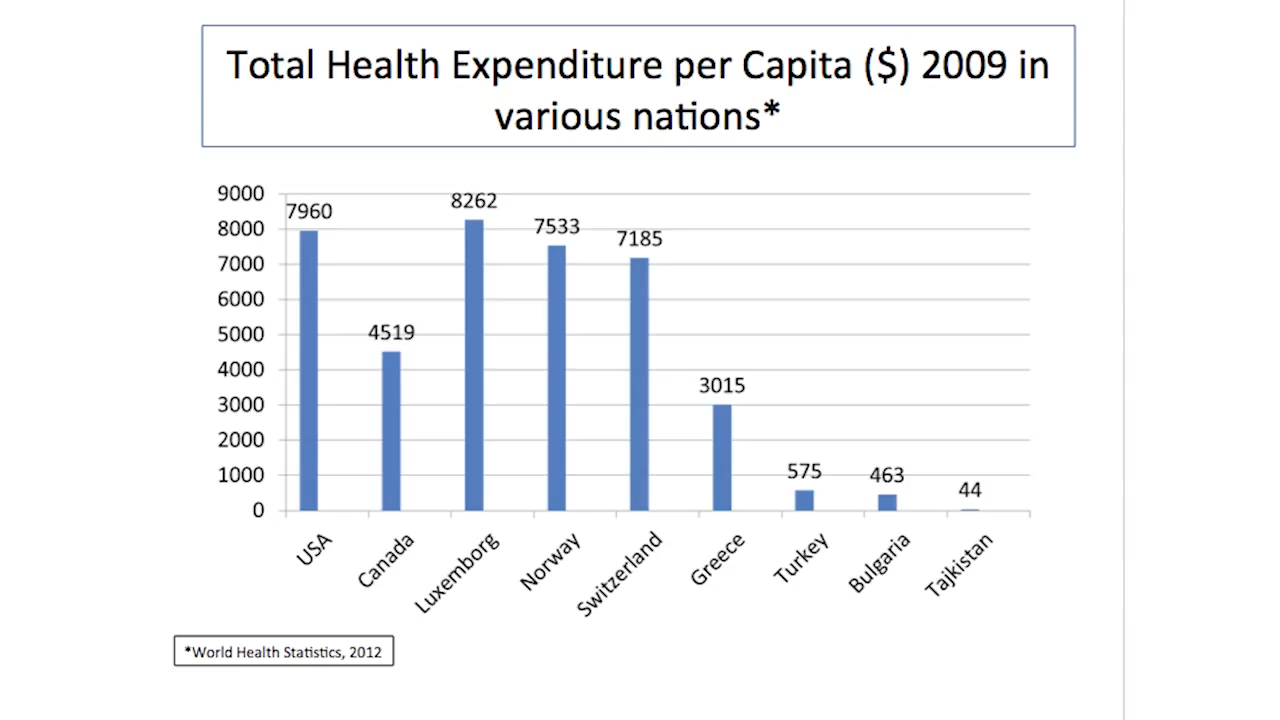 Total Health Expenditure per Capita ($) 2009 in
various nations*
9000
8000
7000
6000
5000
4000
3000
2000
1000
0
7960
4519
8262
7533
7185
3015
575
463
44
USA
Canada
Luxemborg
Norway
Switzerland
Greece
Turkey
Bulgaria
Tajkistan
*World Health Statistics, 2012